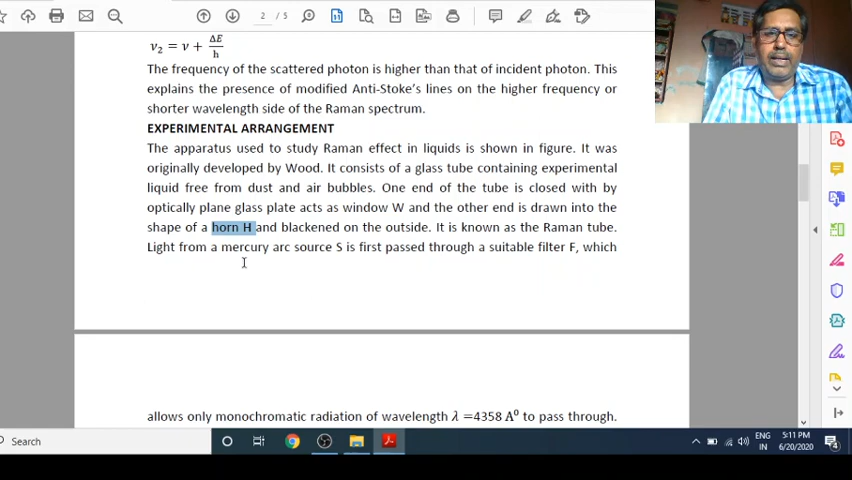 2 / 5
ν₂ = ν + ΔE/h
The frequency of the scattered photon is higher than that of incident photon. This
explains the presence of modified Anti-Stoke's lines on the higher frequency or
shorter wavelength side of the Raman spectrum.
EXPERIMENTAL ARRANGEMENT
The apparatus used to study Raman effect in liquids is shown in figure. It was
originally developed by Wood. It consists of a glass tube containing experimental
liquid free from dust and air bubbles. One end of the tube is closed with by
optically plane glass plate acts as window W and the other end is drawn into the
shape of a horn H and blackened on the outside. It is known as the Raman tube.
Light from a mercury arc source S is first passed through a suitable filter F, which
allows only monochromatic radiation of wavelength λ =4358 A⁰ to pass through.
Search
ENG
IN
5:11 PM
6/20/2020
4